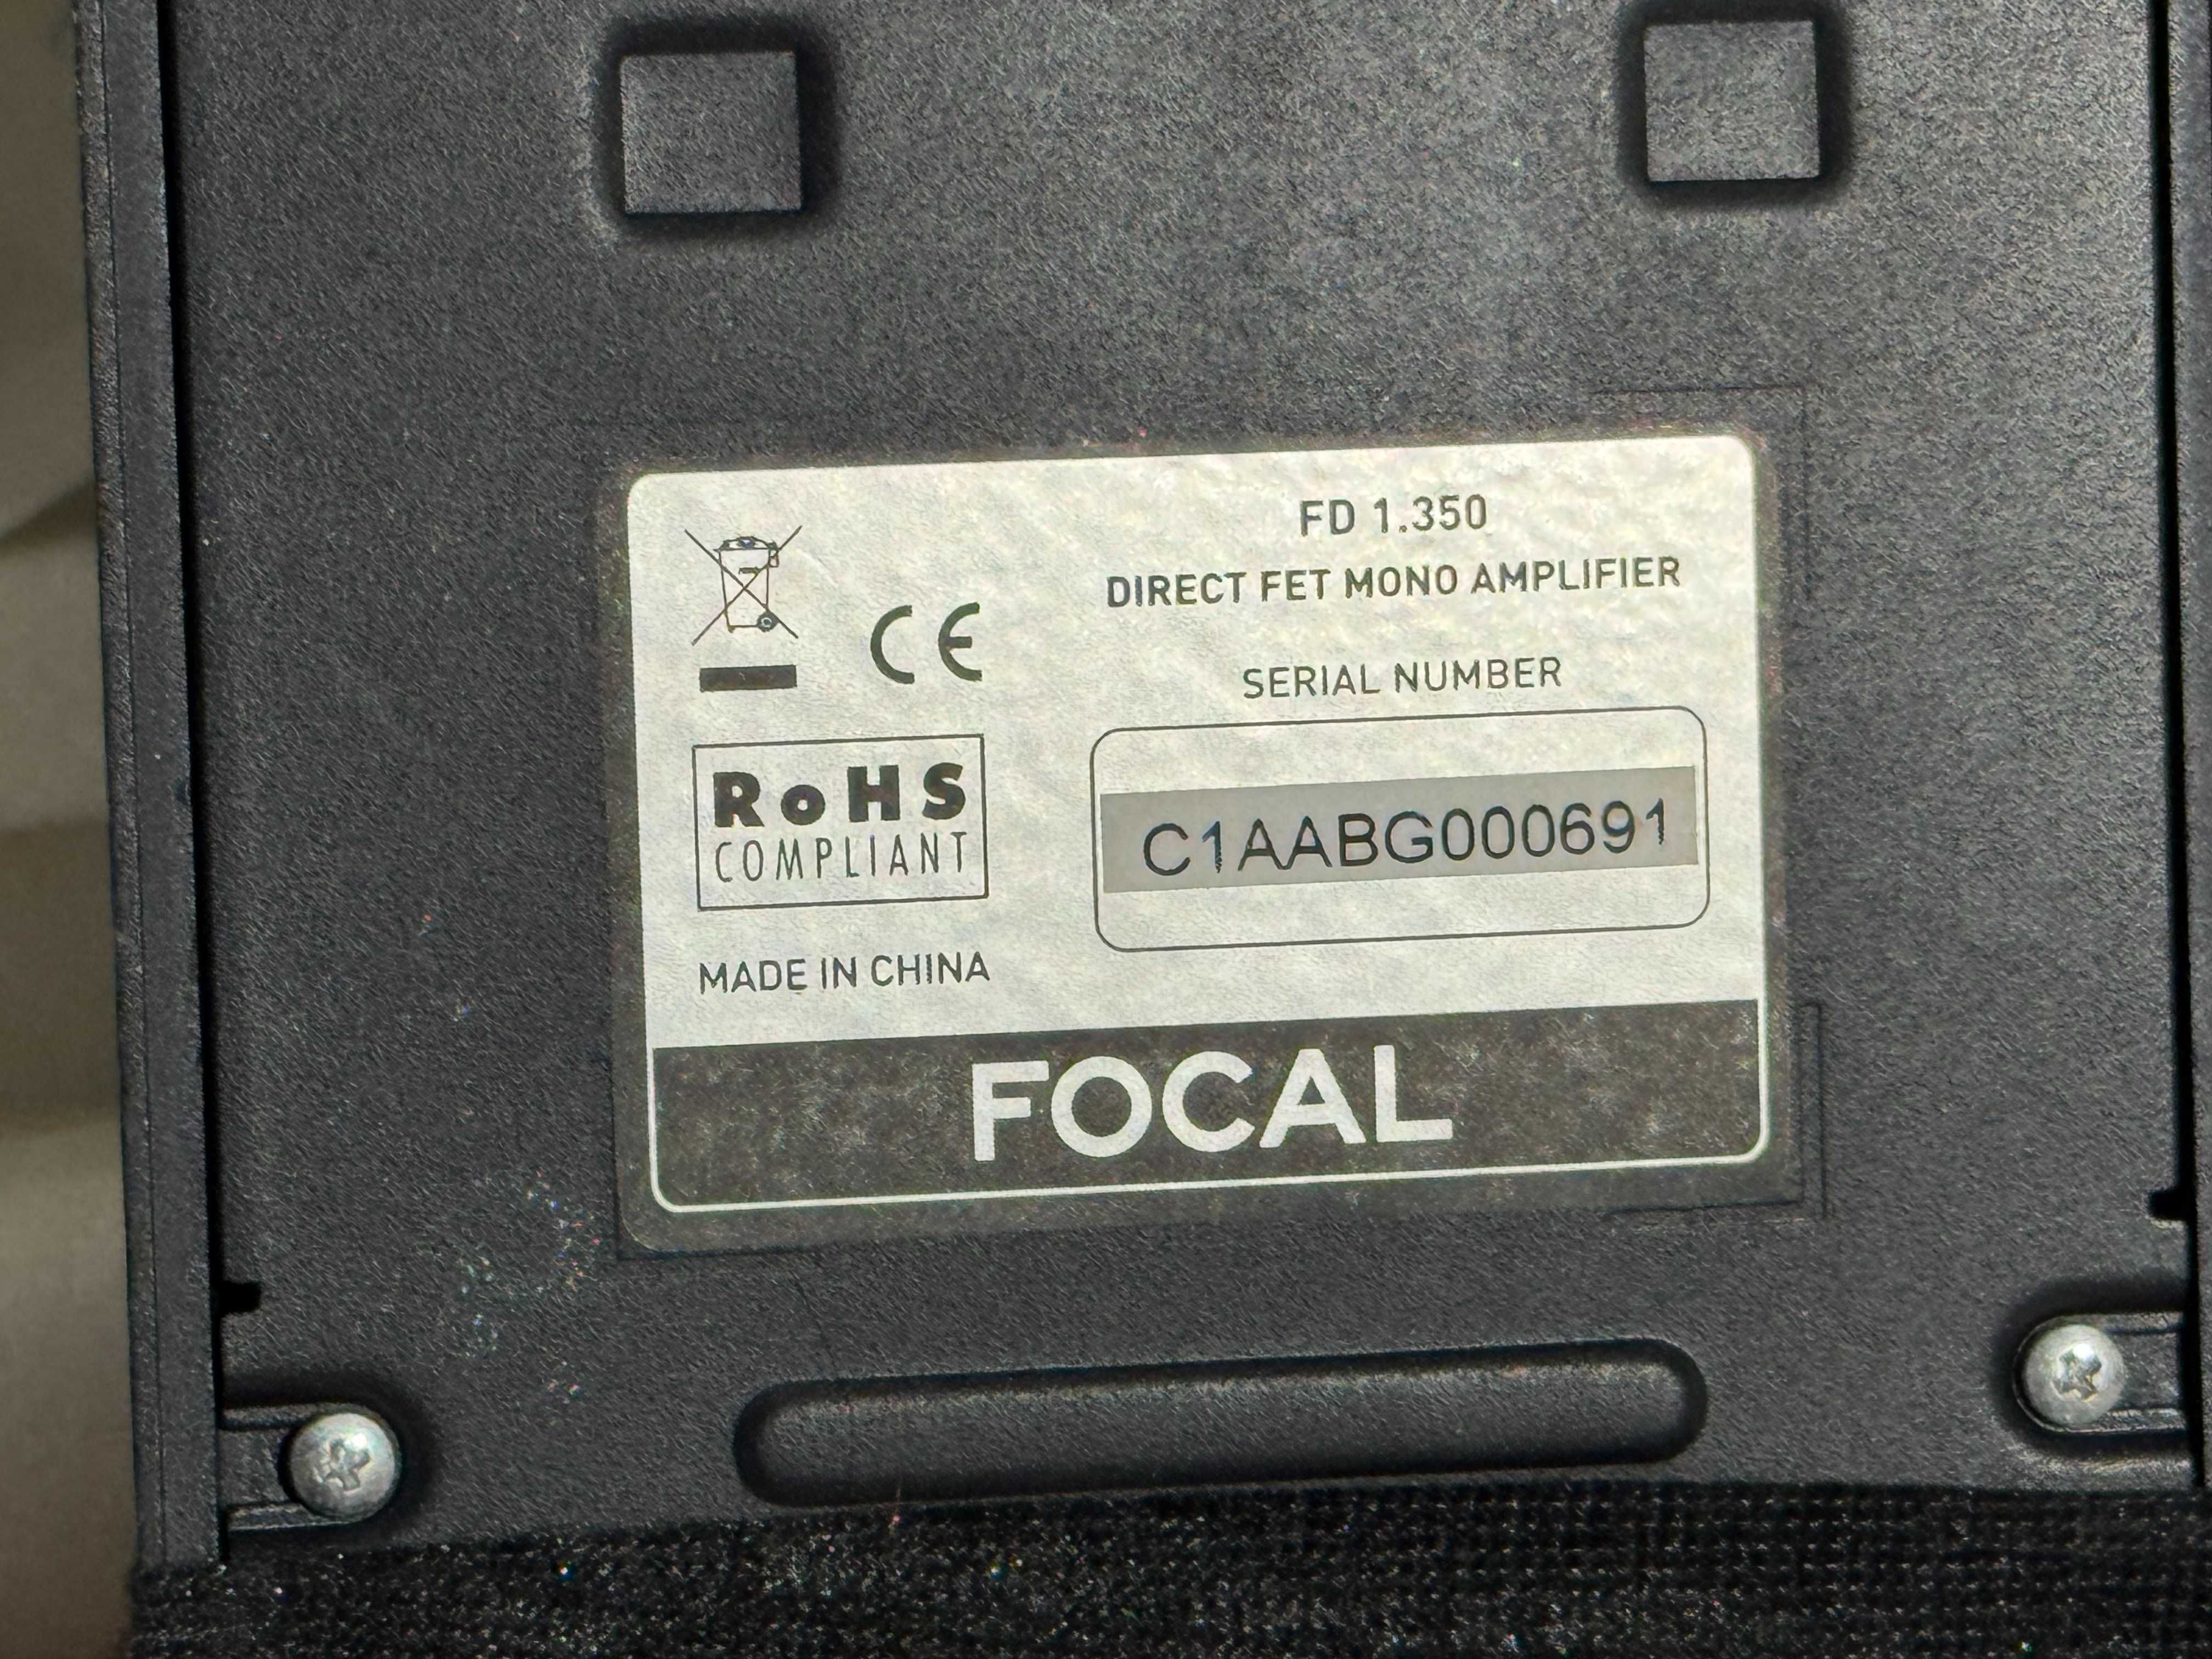 FD 1.350
DIRECT FET MONO AMPLIFIER
CE
SERIAL NUMBER
RoHS
COMPLIANT
C1AABG000691
MADE IN CHINA
FOCAL